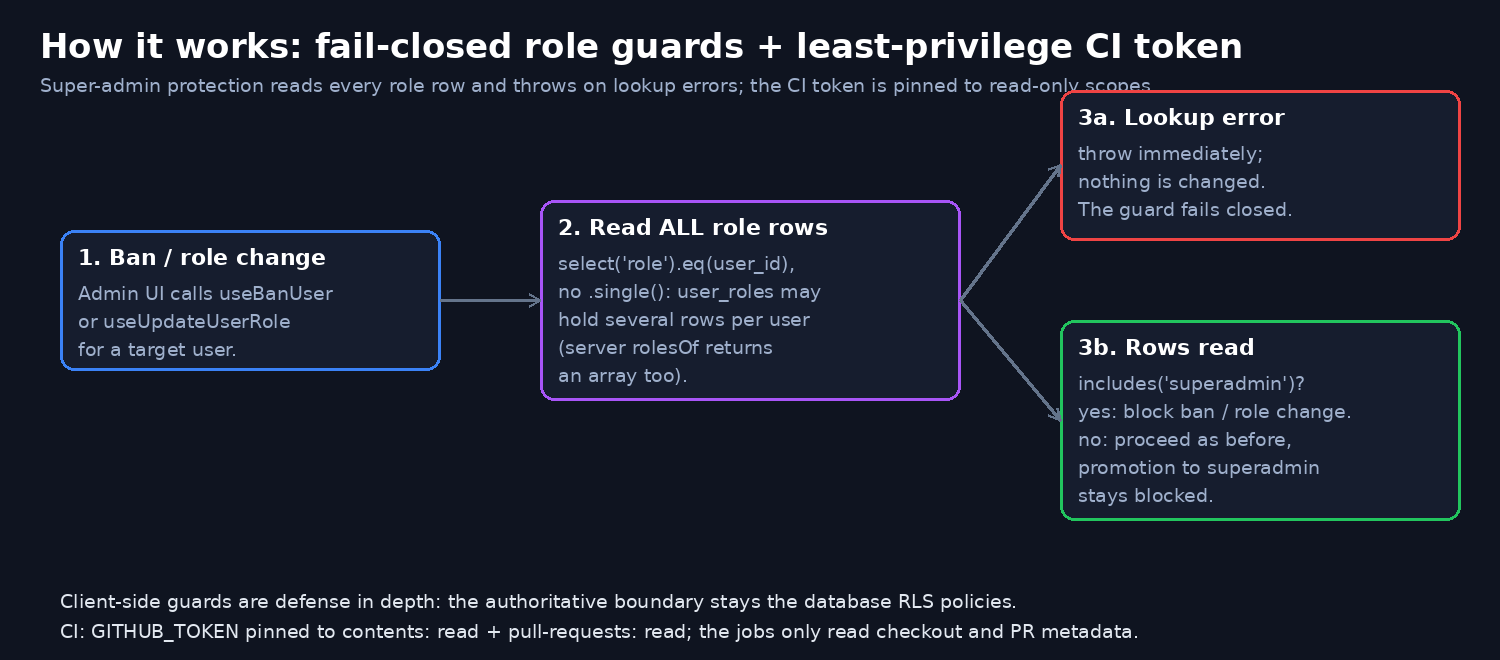 How it works: fail-closed role guards + least-privilege CI token
Super-admin protection reads every role row and throws on lookup errors; the CI token is pinned to read-only scopes
1. Ban / role change
Admin UI calls useBanUser
or useUpdateUserRole
for a target user.
2. Read ALL role rows
select('role').eq(user_id),
no .single(): user_roles may
hold several rows per user
(server rolesOf returns
an array too).
3a. Lookup error
throw immediately;
nothing is changed.
The guard fails closed.
3b. Rows read
includes('superadmin')?
yes: block ban / role change.
no: proceed as before,
promotion to superadmin
stays blocked.
Client-side guards are defense in depth: the authoritative boundary stays the database RLS policies.
CI: GITHUB_TOKEN pinned to contents: read + pull-requests: read; the jobs only read checkout and PR metadata.